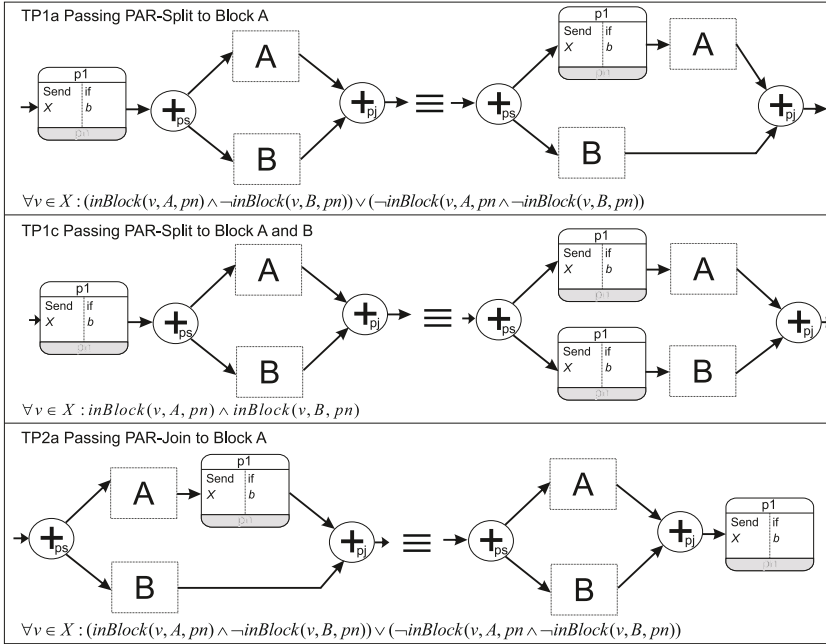 TP1a Passing PAR-Split to Block A
p1
Send if
X b
A
B
+ps
+pj
≡
p1
Send if
X b
A
B
+ps
+pj
∀v ∈ X : (inBlock(v, A, pn) ∧ ¬inBlock(v, B, pn)) ∨ (¬inBlock(v, A, pn ∧ ¬inBlock(v, B, pn))
TP1c Passing PAR-Split to Block A and B
p1
Send if
X b
A
B
+ps
+pj
≡
p1
Send if
X b
A
p1
Send if
X b
B
+ps
+pj
∀v ∈ X : inBlock(v, A, pn) ∧ inBlock(v, B, pn)
TP2a Passing PAR-Join to Block A
A
p1
Send if
X b
B
+ps
+pj
≡
A
B
+ps
+pj
p1
Send if
X b
∀v ∈ X : (inBlock(v, A, pn) ∧ ¬inBlock(v, B, pn)) ∨ (¬inBlock(v, A, pn ∧ ¬inBlock(v, B, pn))